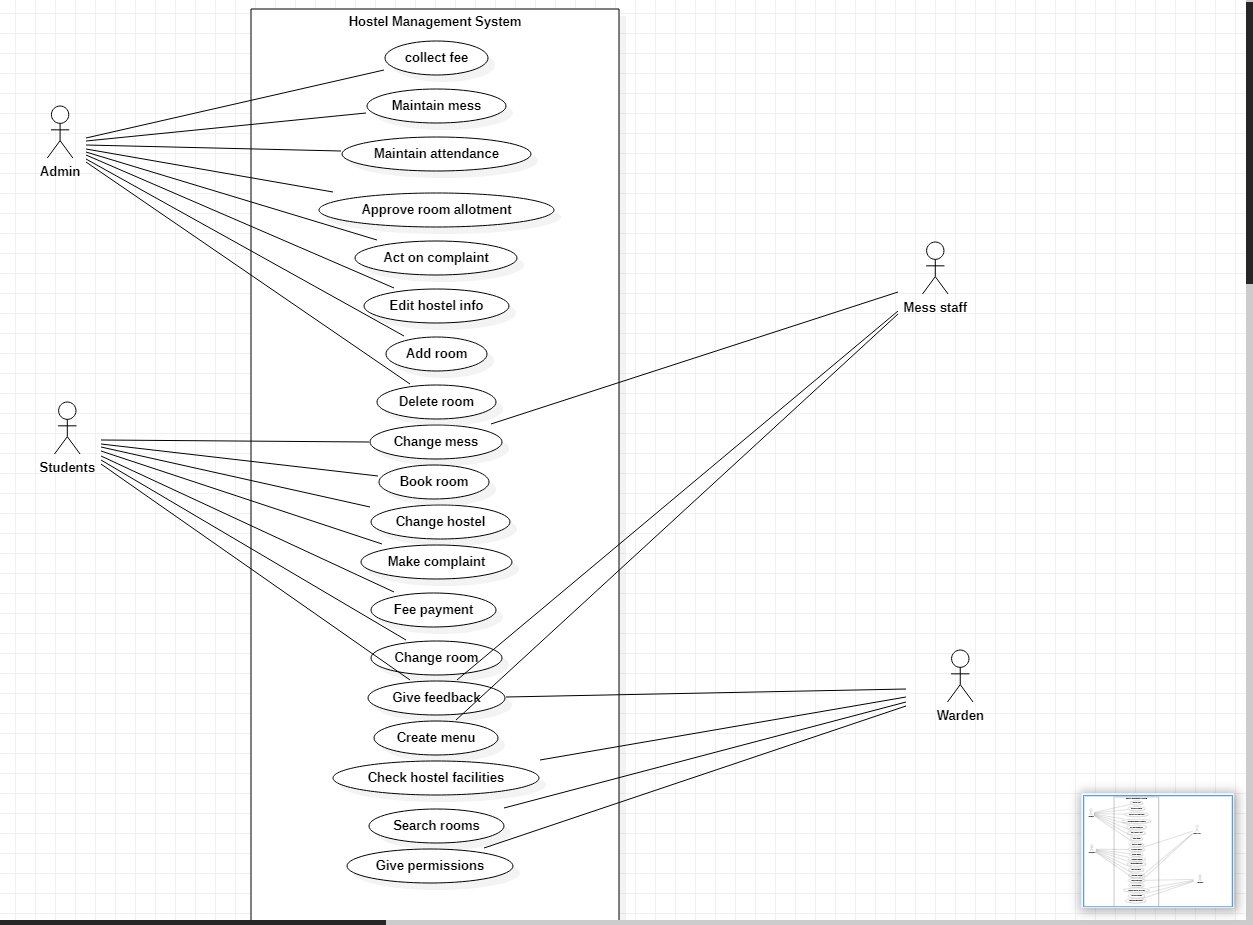 Hostel Management System
collect fee
Maintain mess
Maintain attendance
Admin
Approve room allotment
Act on complaint
Edit hostel info
Mess staff
Add room
Delete room
Change mess
Students
Book room
Change hostel
Make complaint
Fee payment
Change room
Give feedback
Warden
Create menu
Check hostel facilities
Search rooms
Give permissions